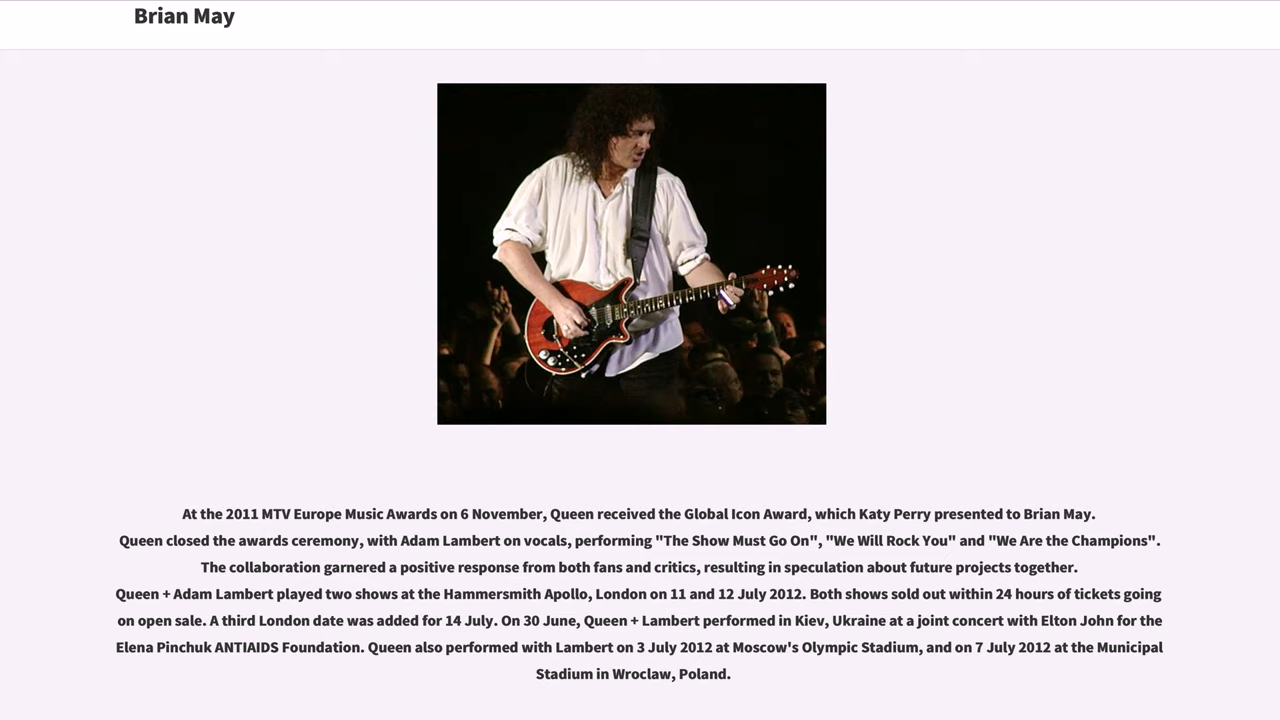 Brian May
At the 2011 MTV Europe Music Awards on 6 November, Queen received the Global Icon Award, which Katy Perry presented to Brian May.
Queen closed the awards ceremony, with Adam Lambert on vocals, performing "The Show Must Go On", "We Will Rock You" and "We Are the Champions".
The collaboration garnered a positive response from both fans and critics, resulting in speculation about future projects together.
Queen + Adam Lambert played two shows at the Hammersmith Apollo, London on 11 and 12 July 2012. Both shows sold out within 24 hours of tickets going
on open sale. A third London date was added for 14 July. On 30 June, Queen + Lambert performed in Kiev, Ukraine at a joint concert with Elton John for the
Elena Pinchuk ANTIAIDS Foundation. Queen also performed with Lambert on 3 July 2012 at Moscow's Olympic Stadium, and on 7 July 2012 at the Municipal
Stadium in Wroclaw, Poland.